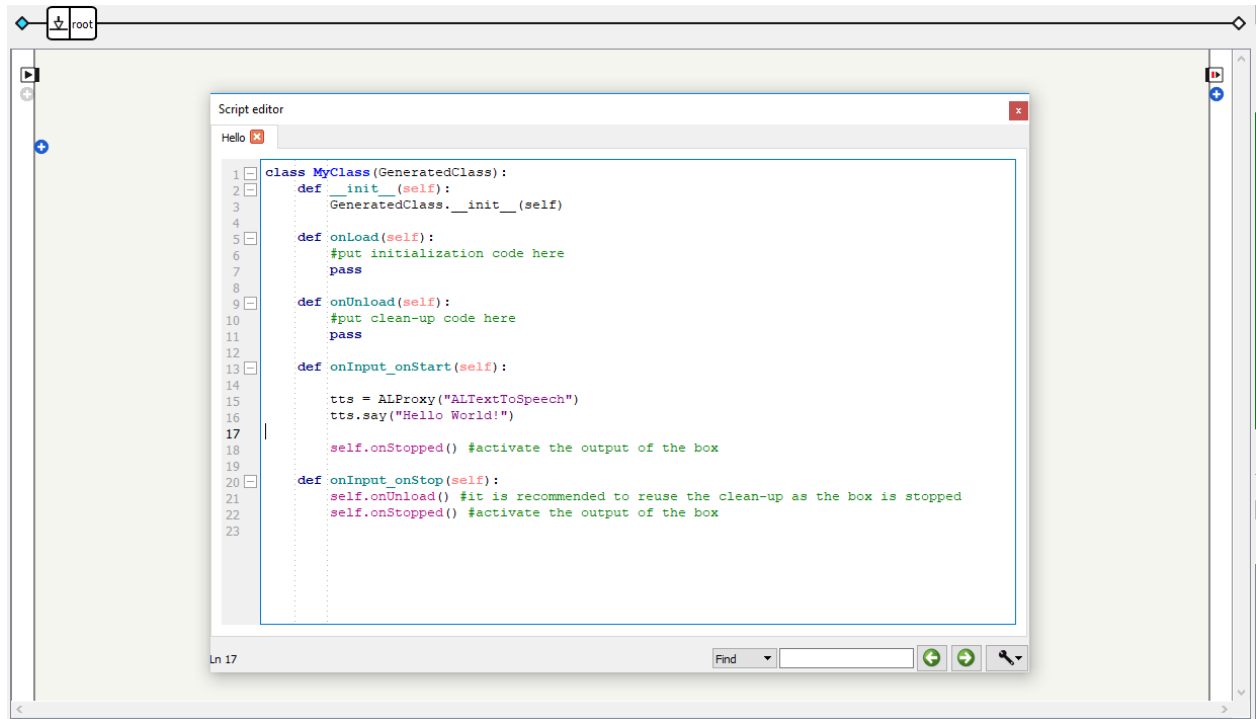 root
Script editor
x
Hello
1 class MyClass(GeneratedClass):
2     def __init__(self):
3         GeneratedClass.__init__(self)
4
5     def onLoad(self):
6         #put initialization code here
7         pass
8
9     def onUnload(self):
10         #put clean-up code here
11         pass
12
13     def onInput_onStart(self):
14
15         tts = ALProxy("ALTextToSpeech")
16         tts.say("Hello World!")
17
18         self.onStopped() #activate the output of the box
19
20     def onInput_onStop(self):
21         self.onUnload() #it is recommended to reuse the clean-up as the box is stopped
22         self.onStopped() #activate the output of the box
23
Ln 17
Find